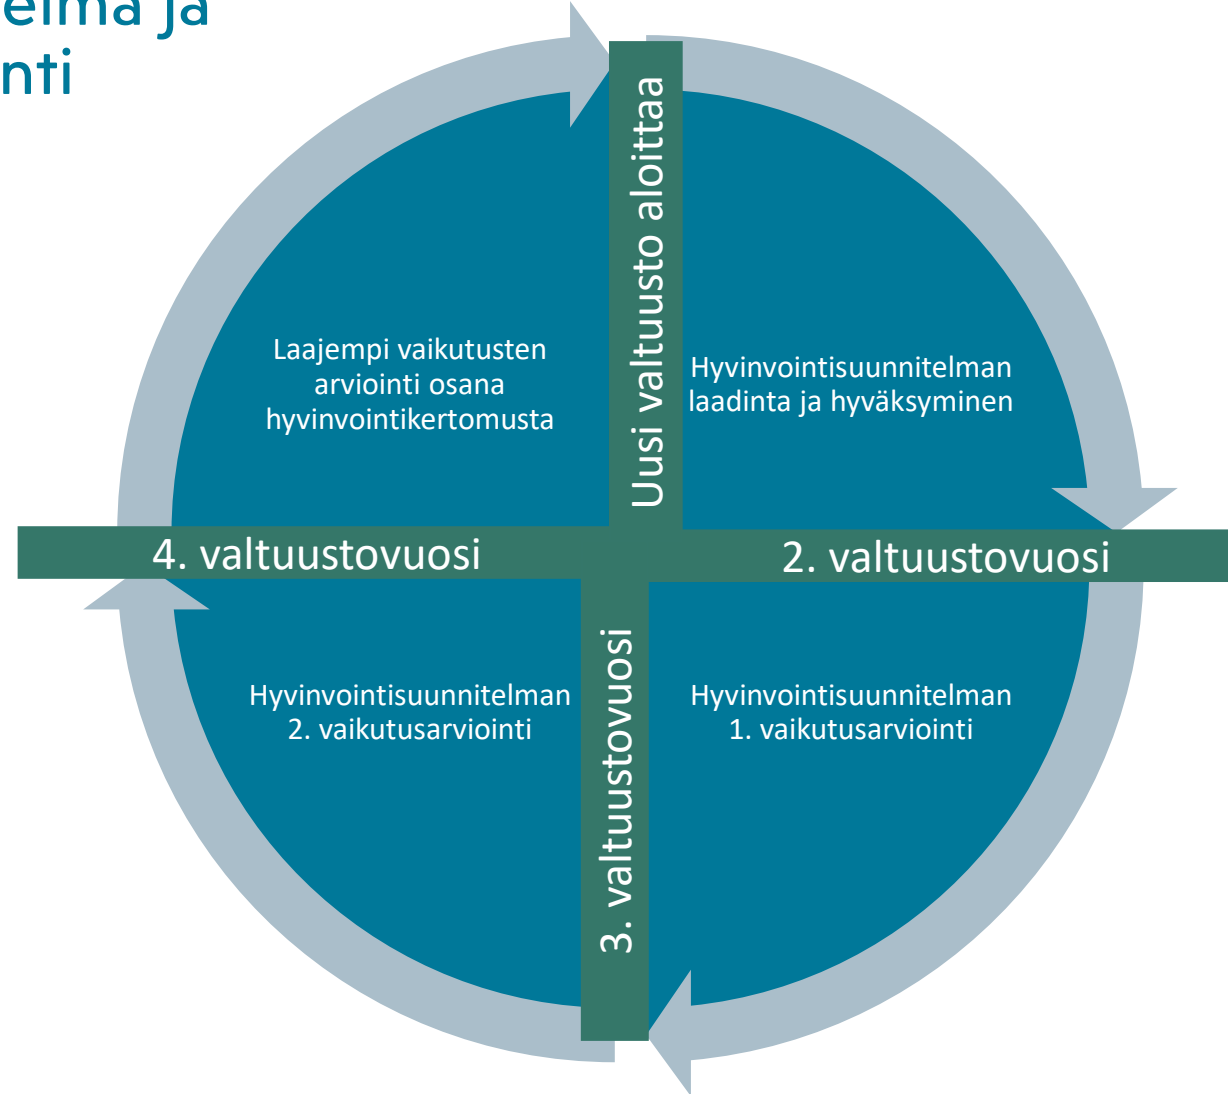 elma ja
nti
Uusi valtuusto aloittaa
Laajempi vaikutusten
arviointi osana
hyvinvointikertomusta
Hyvinvointisuunnitelman
laadinta ja hyväksyminen
4. valtuustovuosi
2. valtuustovuosi
3. valtuustovuosi
Hyvinvointisuunnitelman
2. vaikutusarviointi
Hyvinvointisuunnitelman
1. vaikutusarviointi